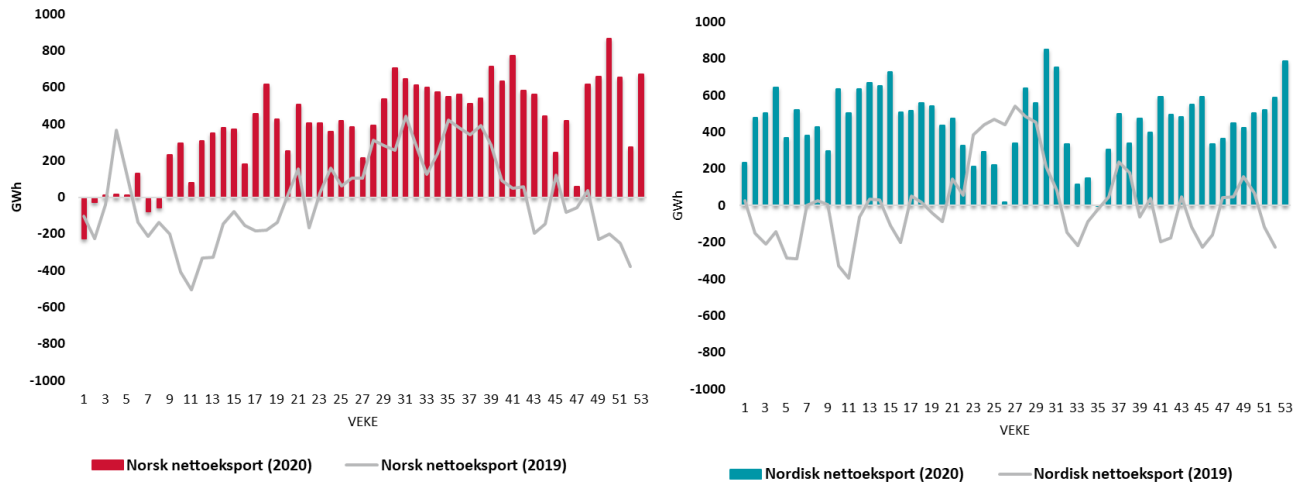 1000
800
600
400
200
0
-200
-400
-600
-800
-1000
GWh
1 3 5 7 9 11 13 15 17 19 21 23 25 27 29 31 33 35 37 39 41 43 45 47 49 51 53
VEKE
Norsk nettoeksport (2020) Norsk nettoeksport (2019)
1000
800
600
400
200
0
-200
-400
-600
-800
-1000
GWh
1 3 5 7 9 11 13 15 17 19 21 23 25 27 29 31 33 35 37 39 41 43 45 47 49 51 53
VEKE
Nordisk nettoeksport (2020) Nordisk nettoeksport (2019)